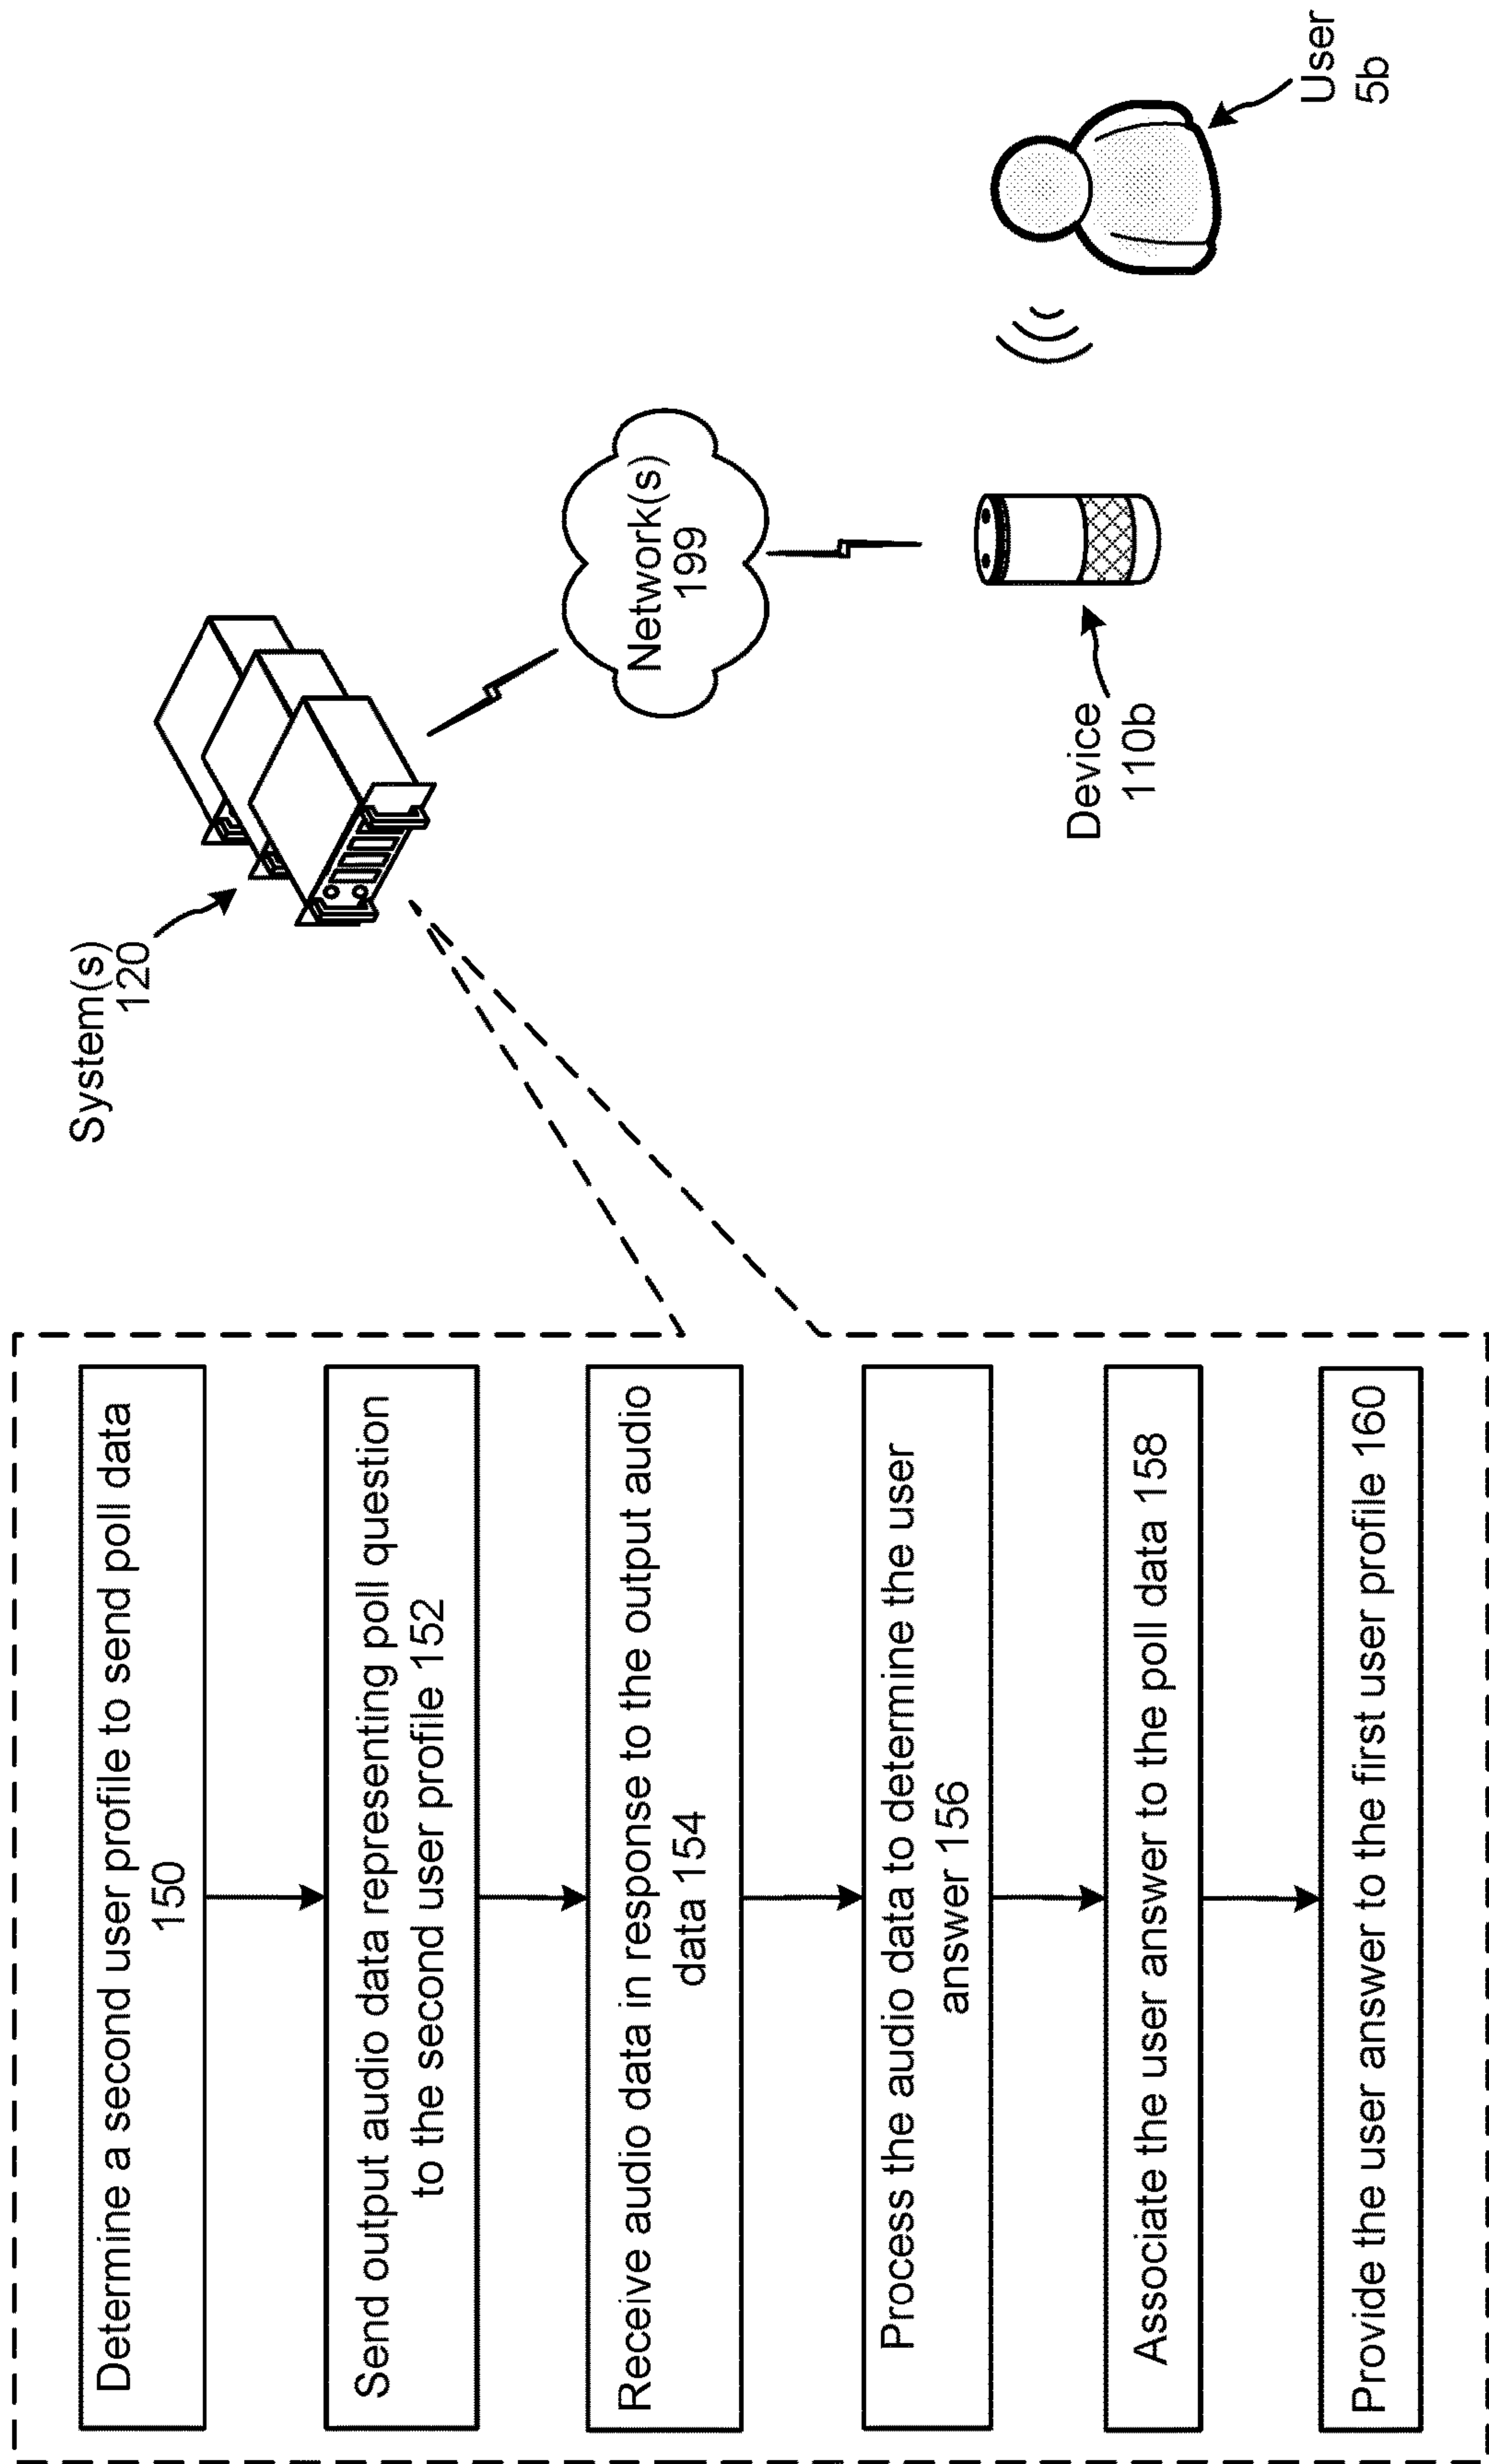 System(s)
120
Network(s)
199
Device
110b
User
5b
Determine a second user profile to send poll data
150
Send output audio data representing poll question
to the second user profile 152
Receive audio data in response to the output audio
data 154
Process the audio data to determine the user
answer 156
Associate the user answer to the poll data 158
Provide the user answer to the first user profile 160